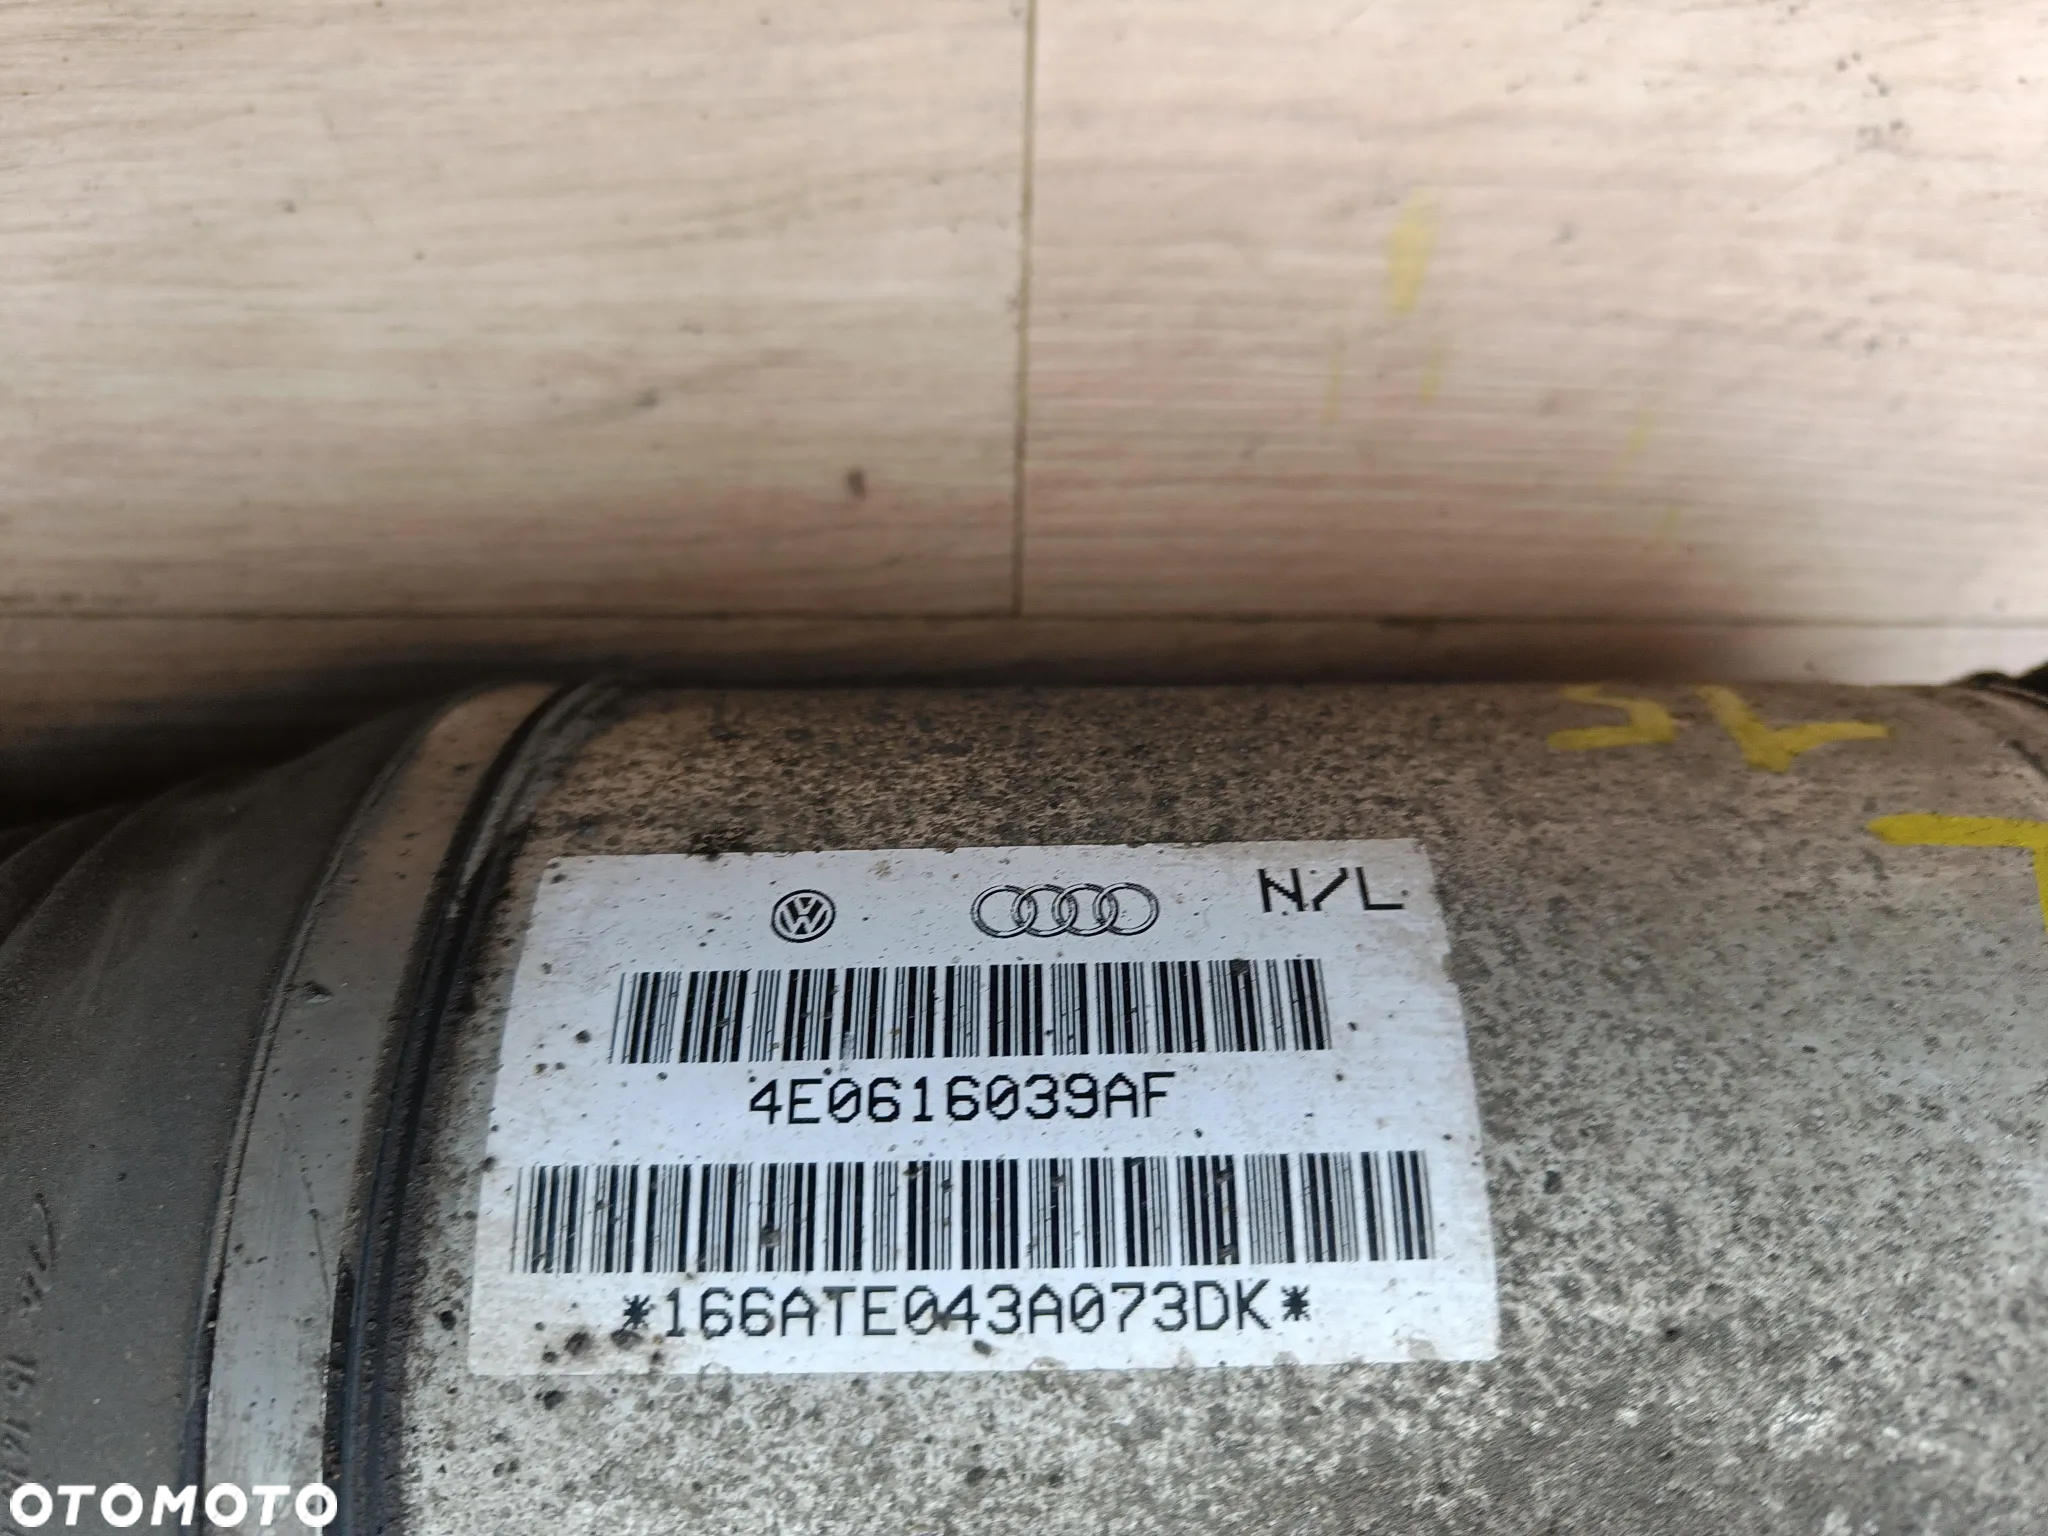 N/L
4E0616039AF
*166ATE043A073DK*
OTOMOTO